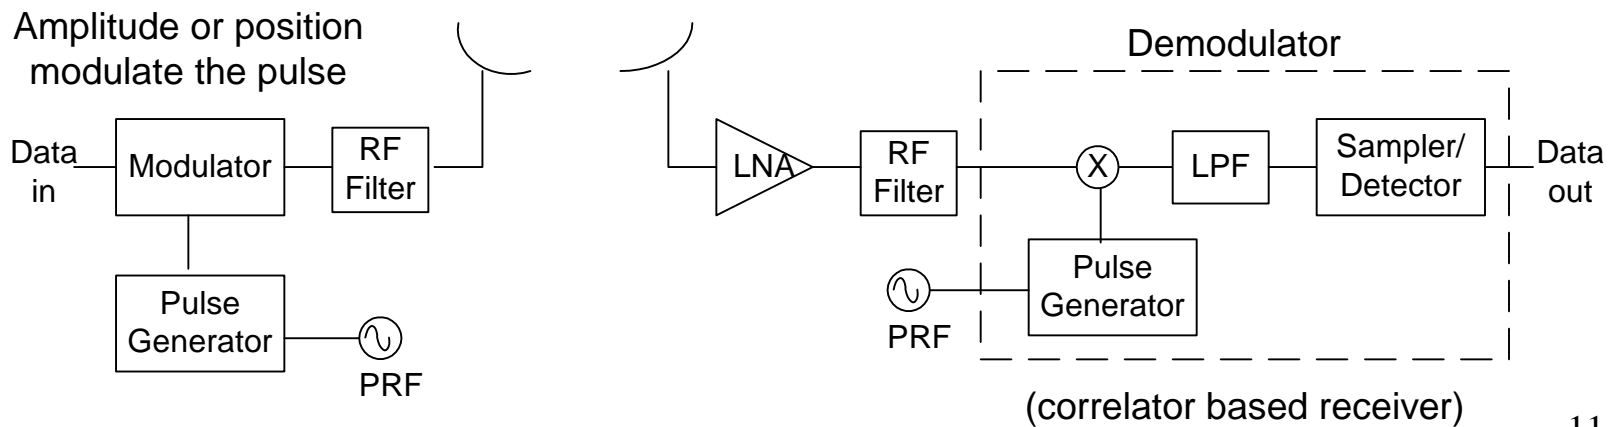 Amplitude or position
modulate the pulse
Data
in
Modulator
RF
Filter
Pulse
Generator
PRF
LNA
RF
Filter
Demodulator
X
LPF
Sampler/
Detector
Data
out
Pulse
Generator
PRF
(correlator based receiver)
11